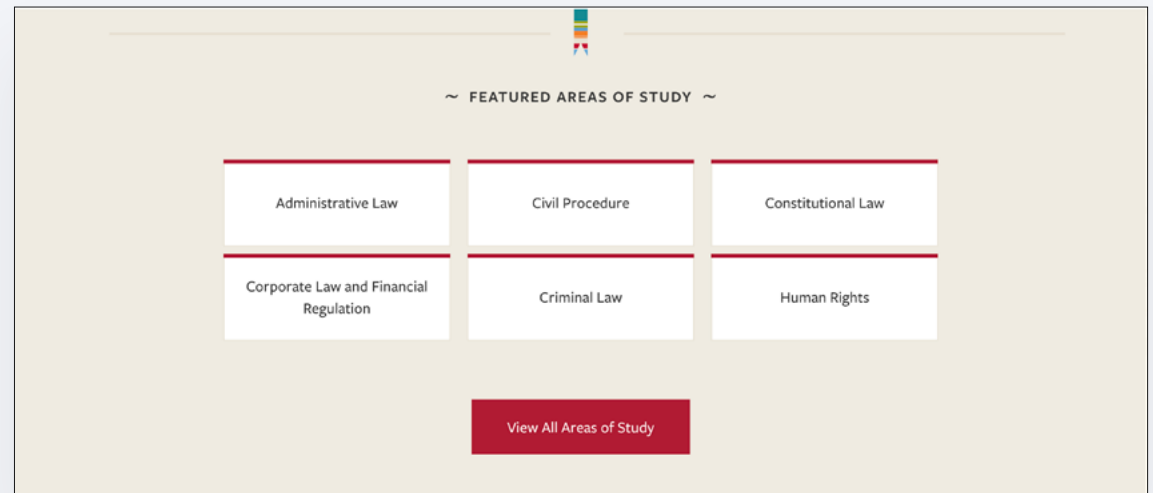 ~ FEATURED AREAS OF STUDY ~
Administrative Law
Civil Procedure
Constitutional Law
Corporate Law and Financial
Regulation
Criminal Law
Human Rights
View All Areas of Study